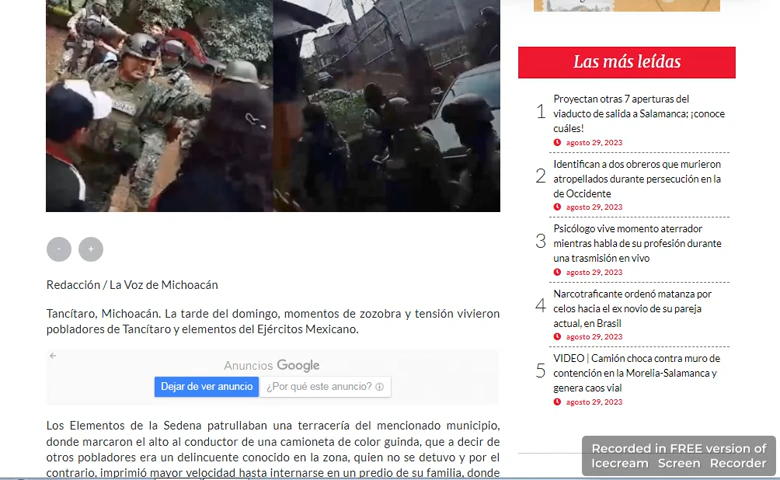 Las más leídas
1 Proyectan otras 7 aperturas del
viaducto de salida a Salamanca; ¡conoce
cuáles!
agosto 29, 2023
2 Identifican a dos obreros que murieron
atropellados durante persecución en la
de Occidente
agosto 29, 2023
3 Psicólogo vive momento aterrador
mientras habla de su profesión durante
una trasmisión en vivo
agosto 29, 2023
4 Narcotraficante ordenó matanza por
celos hacia el ex novio de su pareja
actual, en Brasil
agosto 29, 2023
5 VIDEO | Camión choca contra muro de
contención en la Morelia-Salamanca y
genera caos vial
agosto 29, 2023
- +
Redacción / La Voz de Michoacán
Tancítaro, Michoacán. La tarde del domingo, momentos de zozobra y tensión vivieron
pobladores de Tancítaro y elementos del Ejércitos Mexicano.
Anuncios Google
Dejar de ver anuncio ¿Por qué este anuncio?
Los Elementos de la Sedena patrullaban una terracería del mencionado municipio,
donde marcaron el alto al conductor de una camioneta de color guinda, que a decir de
otros pobladores era un delincuente conocido en la zona, quien no se detuvo y por el
contrario, imprimió mayor velocidad hasta internarse en un predio de su familia, donde
Recorded in FREE version of
Icecream Screen Recorder